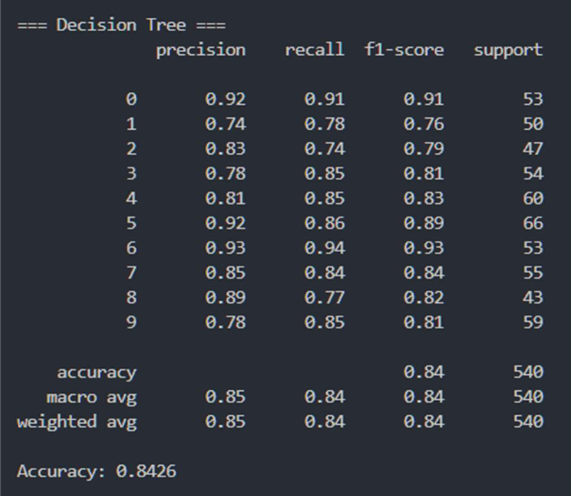 === Decision Tree ===
precision recall f1-score support
0 0.92 0.91 0.91 53
1 0.74 0.78 0.76 50
2 0.83 0.74 0.79 47
3 0.78 0.85 0.81 54
4 0.81 0.85 0.83 60
5 0.92 0.86 0.89 66
6 0.93 0.94 0.93 53
7 0.85 0.84 0.84 55
8 0.89 0.77 0.82 43
9 0.78 0.85 0.81 59
accuracy 0.84 540
macro avg 0.85 0.84 0.84 540
weighted avg 0.85 0.84 0.84 540
Accuracy: 0.8426